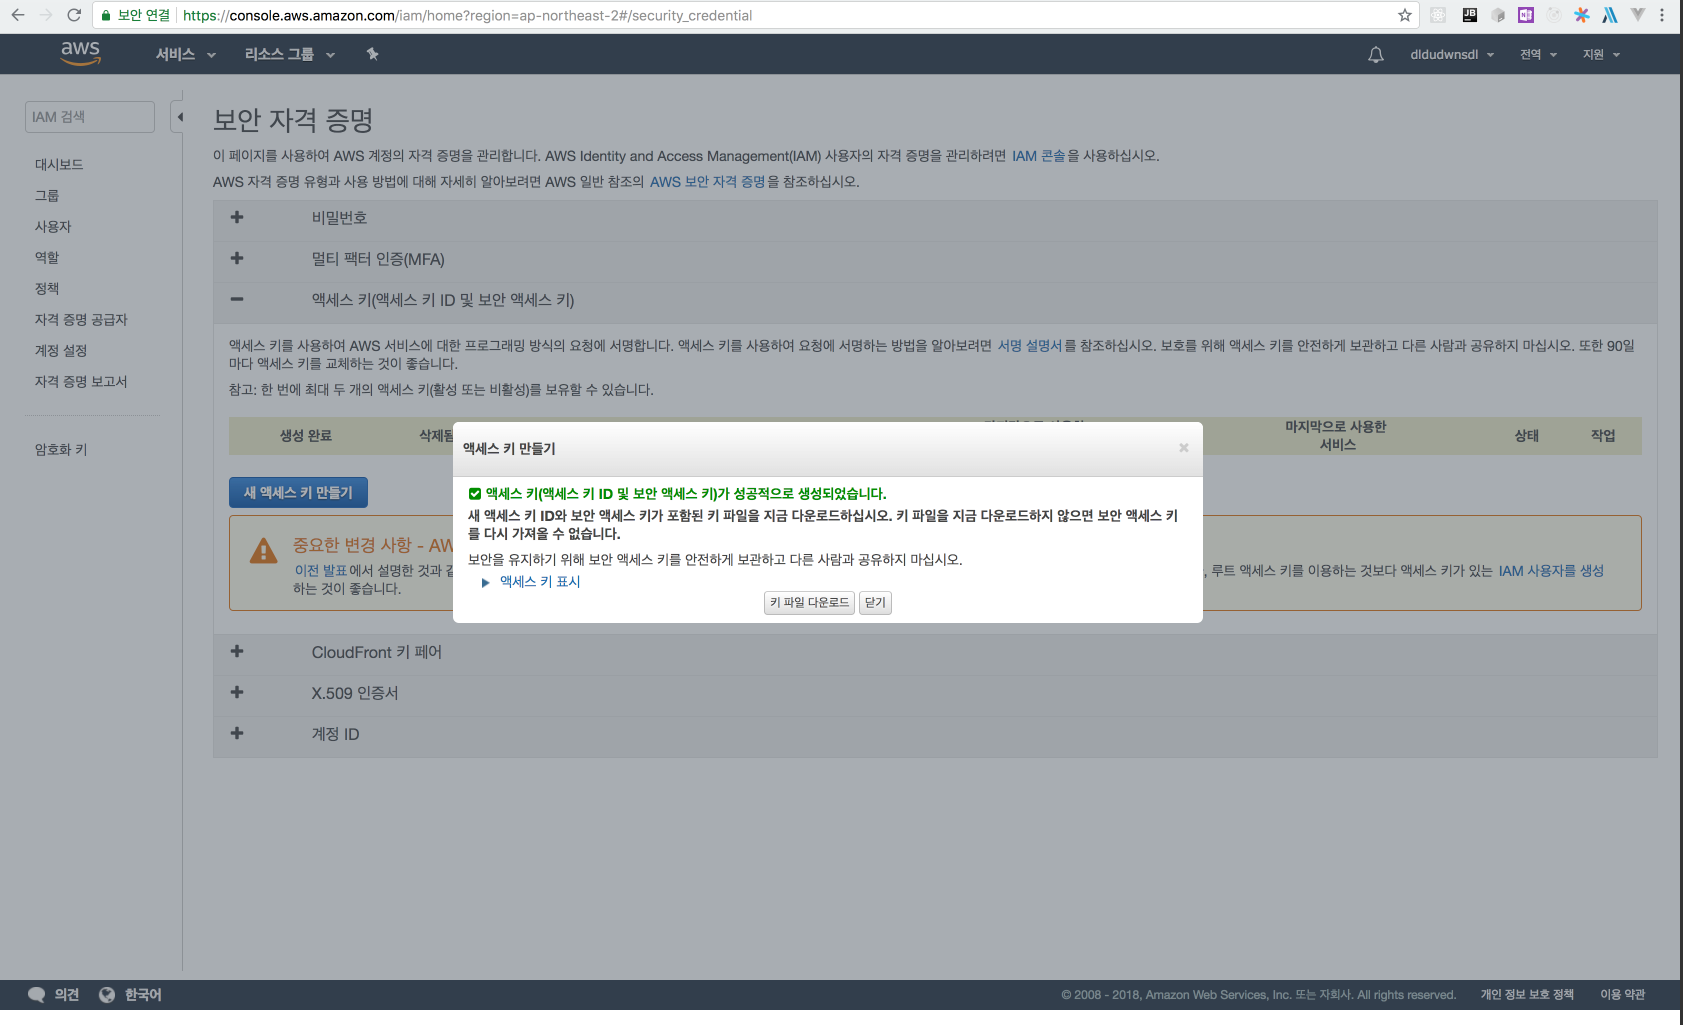 보안 연결
https://console.aws.amazon.com/iam/home?region=ap-northeast-2#/security_credential
JB
N
aws
서비스
리소스 그룹
dldudwnsdl
전역
지원
IAM 검색
대시보드
그룹
사용자
역할
정책
자격 증명 공급자
계정 설정
자격 증명 보고서
암호화 키
보안 자격 증명
이 페이지를 사용하여 AWS 계정의 자격 증명을 관리합니다. AWS Identity and Access Management(IAM) 사용자의 자격 증명을 관리하려면 IAM 콘솔을 사용하십시오.
AWS 자격 증명 유형과 사용 방법에 대해 자세히 알아보려면 AWS 일반 참조의 AWS 보안 자격 증명을 참조하십시오.
비밀번호
멀티 팩터 인증(MFA)
액세스 키(액세스 키 ID 및 보안 액세스 키)
액세스 키를 사용하여 AWS 서비스에 대한 프로그래밍 방식의 요청에 서명합니다. 액세스 키를 사용하여 요청에 서명하는 방법을 알아보려면 서명 설명서를 참조하십시오. 보호를 위해 액세스 키를 안전하게 보관하고 다른 사람과 공유하지 마십시오. 또한 90일
마다 액세스 키를 교체하는 것이 좋습니다.
참고: 한 번에 최대 두 개의 액세스 키(활성 또는 비활성)를 보유할 수 있습니다.
생성 완료
삭제됨
마지막으로 사용한
서비스
상태
작업
새 액세스 키 만들기
중요한 변경 사항 - AW
이전 발표에서 설명한 것과 같
, 루트 액세스 키를 이용하는 것보다 액세스 키가 있는 IAM 사용자를 생성
하는 것이 좋습니다.
액세스 키 만들기
액세스 키(액세스 키 ID 및 보안 액세스 키)가 성공적으로 생성되었습니다.
새 액세스 키 ID와 보안 액세스 키가 포함된 키 파일을 지금 다운로드하십시오. 키 파일을 지금 다운로드하지 않으면 보안 액세스 키
를 다시 가져올 수 없습니다.
보안을 유지하기 위해 보안 액세스 키를 안전하게 보관하고 다른 사람과 공유하지 마십시오.
액세스 키 표시
키 파일 다운로드
닫기
CloudFront 키 페어
X.509 인증서
계정 ID
의견
한국어
© 2008 - 2018, Amazon Web Services, Inc. 또는 자회사. All rights reserved.
개인 정보 보호 정책
이용 약관